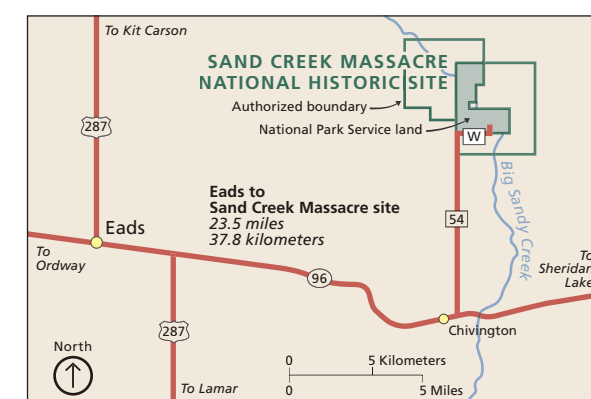 To Kit Carson
SAND CREEK MASSACRE
NATIONAL HISTORIC SITE
Authorized boundary
National Park Service land
287
W
Eads to
Sand Creek Massacre site
23.5 miles
37.8 kilometers
Big Sandy Creek
54
Eads
To
Ordway
96
To
Sheridan
Lake
287
Chivington
North
0
5 Kilometers
To Lamar
0
5 Miles